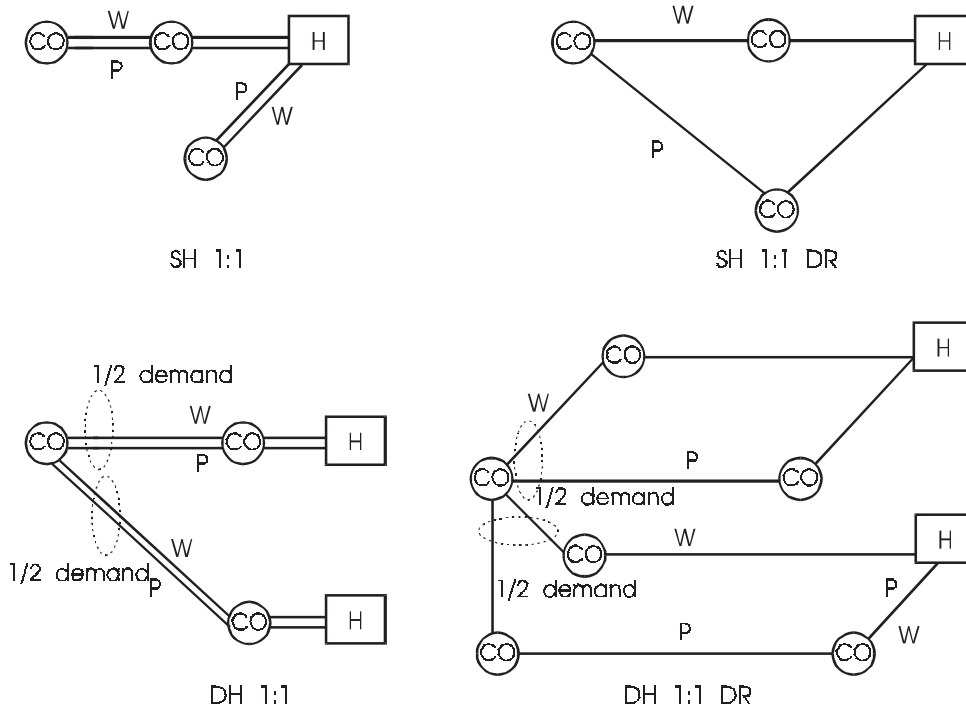 W
CO CO H
P
P
W
CO
SH 1:1
W
CO CO H
P
CO
SH 1:1 DR
1/2 demand
W
CO CO H
P
W
1/2 demand
P
CO H
DH 1:1
CO H
W
P
CO CO
1/2 demand
W
CO H
1/2 demand
P
P
W
CO CO
DH 1:1 DR